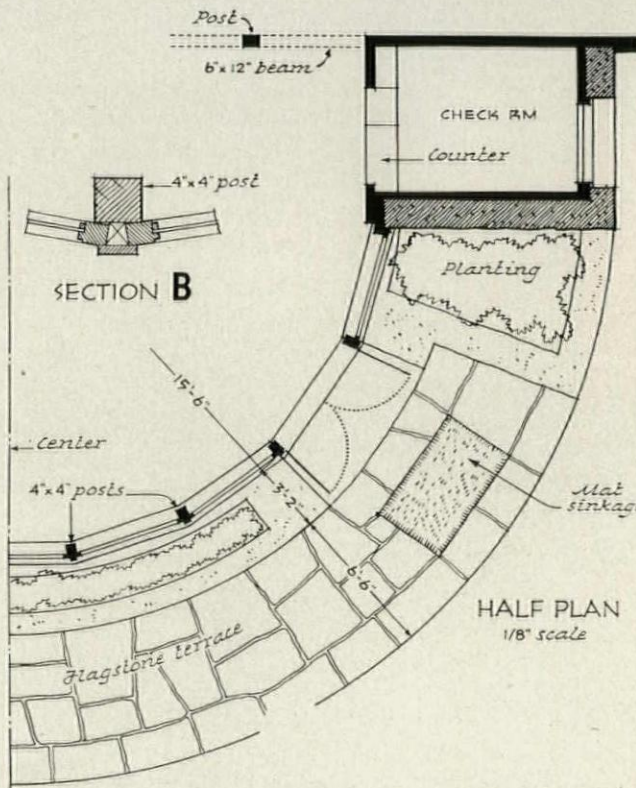 Post
6"x 12" beam
CHECK RM
Counter
4"x 4" post
SECTION B
Planting
15'-6"
Center
4"x 4" posts
3'-2"
Mat
sinkage
6'-6"
HALF PLAN
1/8" scale
Flagstone terrace